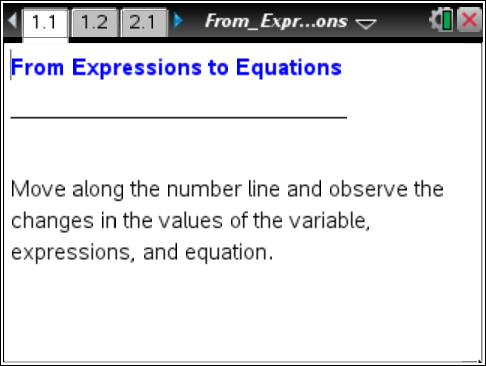 1.1 1.2 2.1 From_Expr...ons
From Expressions to Equations
Move along the number line and observe the
changes in the values of the variable,
expressions, and equation.